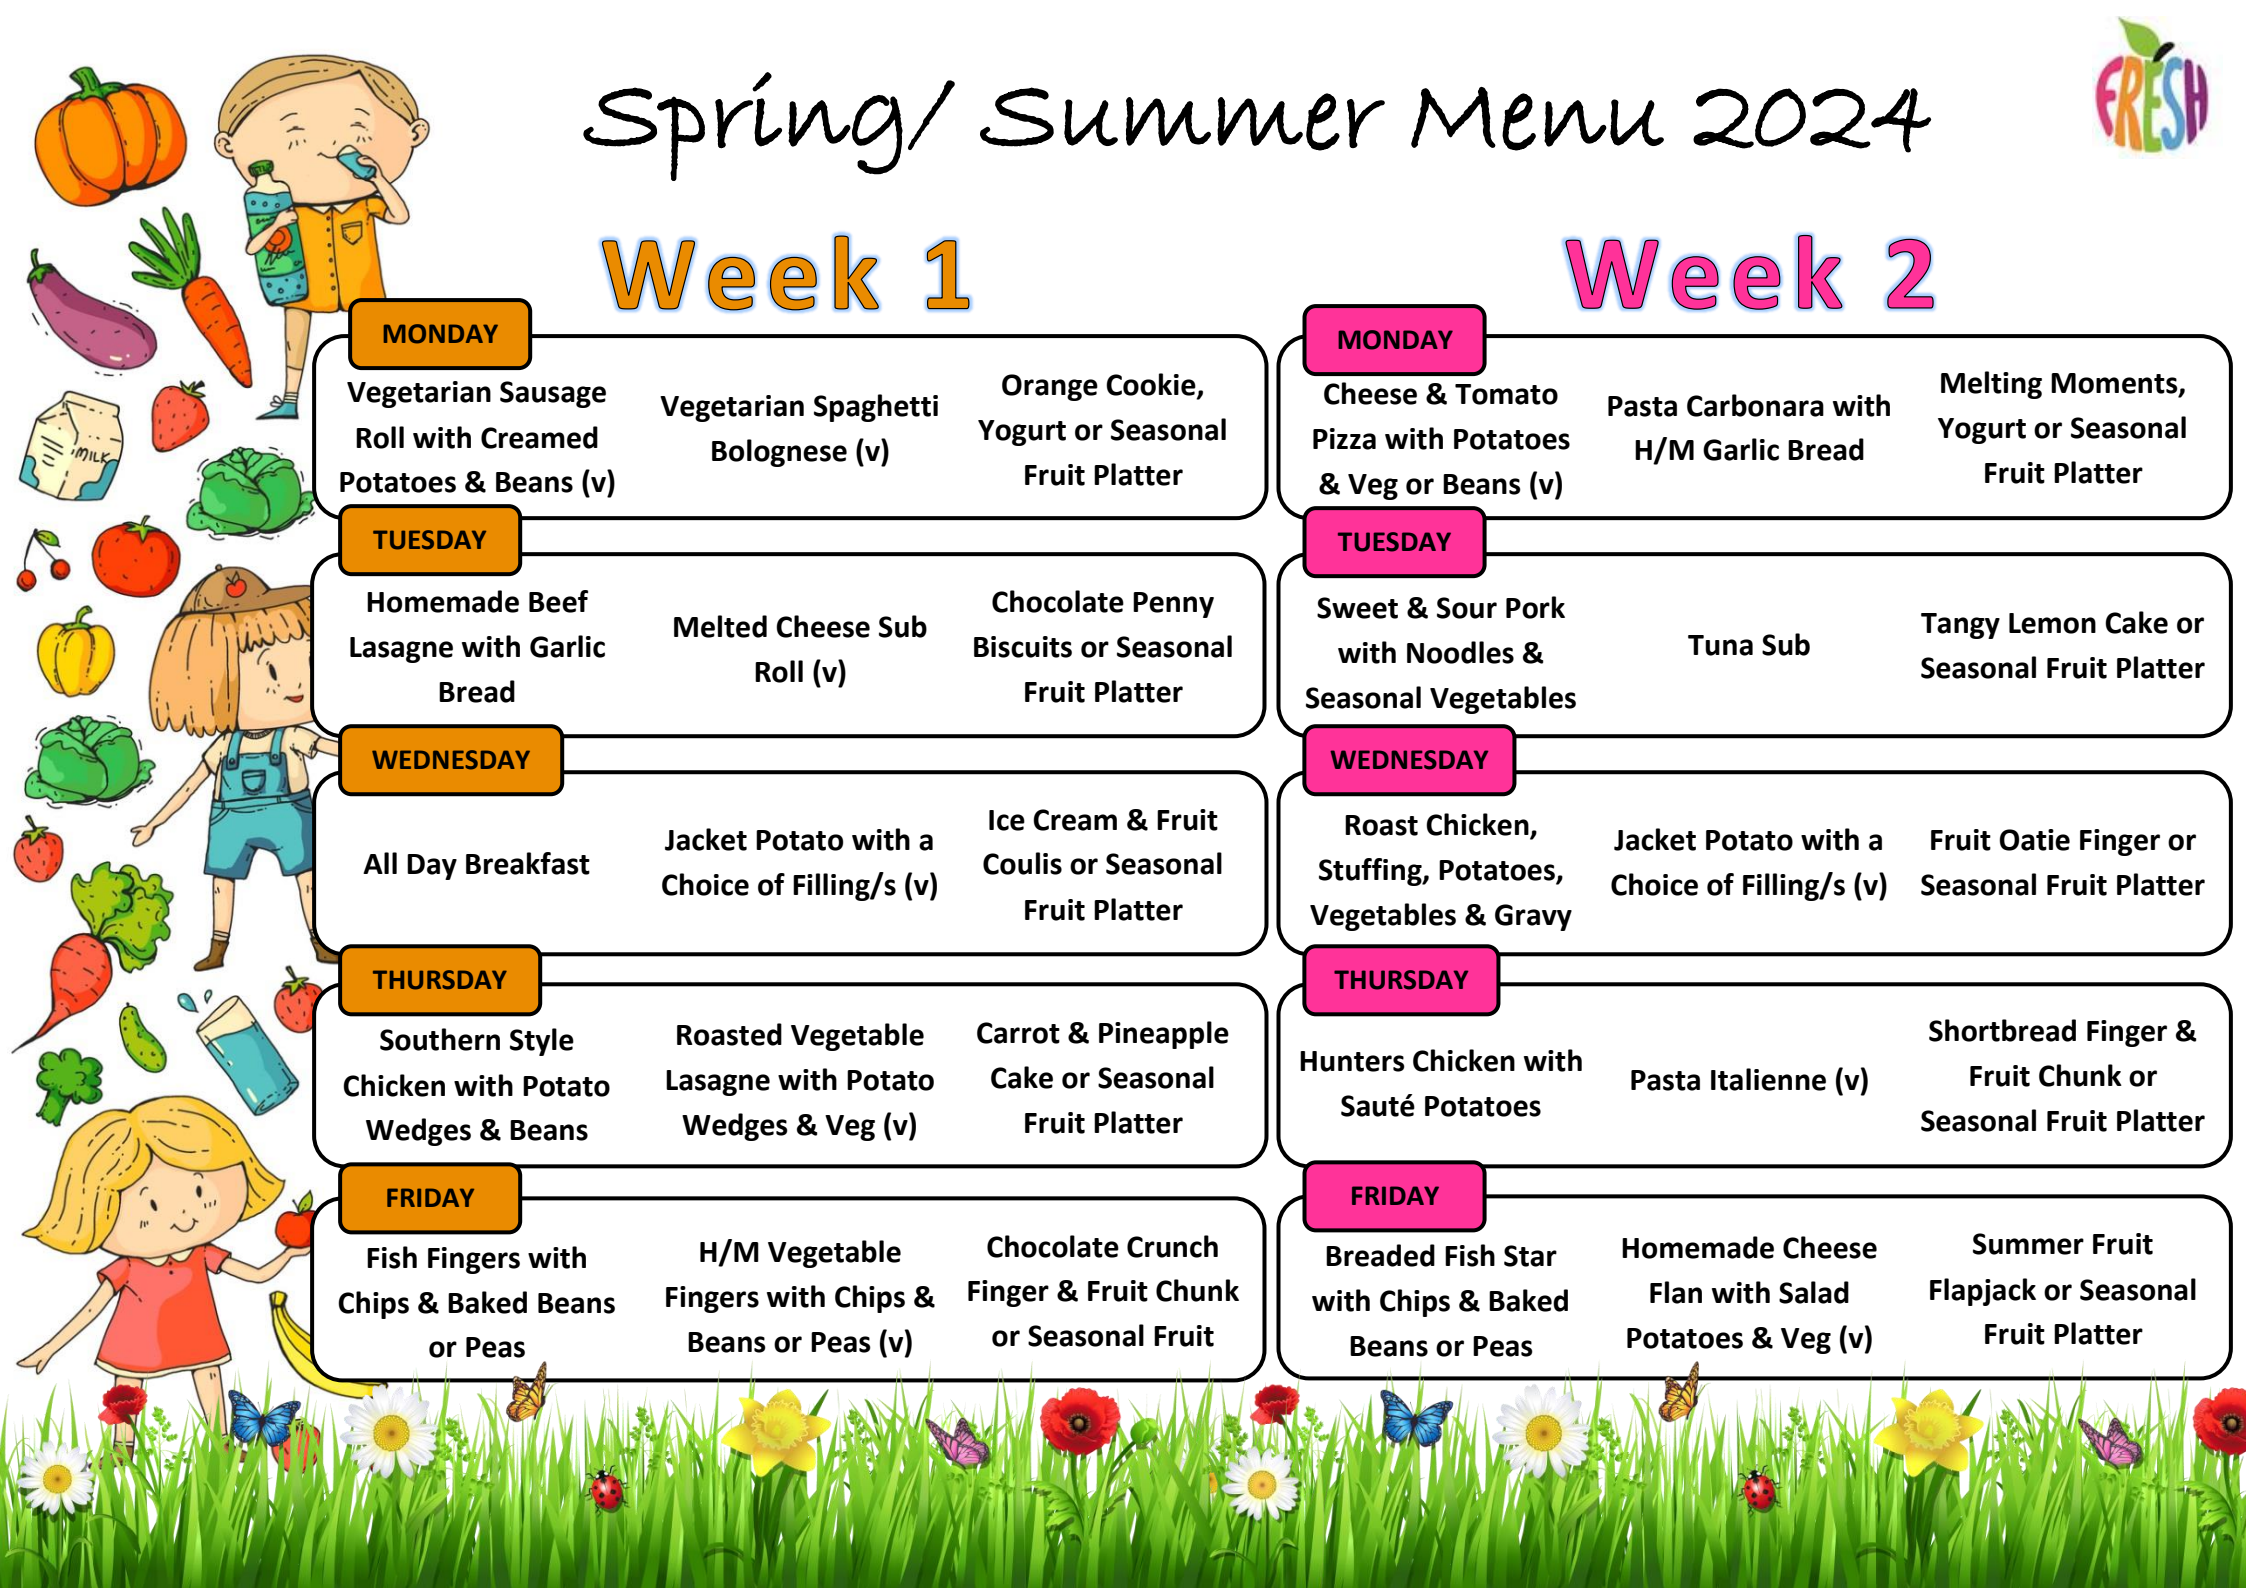 Spring/ Summer Menu 2024
FRESH
Week 1
MONDAY
Vegetarian Sausage
Roll with Creamed
Potatoes & Beans (v)
Vegetarian Spaghetti
Bolognese (v)
Orange Cookie,
Yogurt or Seasonal
Fruit Platter
TUESDAY
Homemade Beef
Lasagne with Garlic
Bread
Melted Cheese Sub
Roll (v)
Chocolate Penny
Biscuits or Seasonal
Fruit Platter
WEDNESDAY
All Day Breakfast
Jacket Potato with a
Choice of Filling/s (v)
Ice Cream & Fruit
Coulis or Seasonal
Fruit Platter
THURSDAY
Southern Style
Chicken with Potato
Wedges & Beans
Roasted Vegetable
Lasagne with Potato
Wedges & Veg (v)
Carrot & Pineapple
Cake or Seasonal
Fruit Platter
FRIDAY
Fish Fingers with
Chips & Baked Beans
or Peas
H/M Vegetable
Fingers with Chips &
Beans or Peas (v)
Chocolate Crunch
Finger & Fruit Chunk
or Seasonal Fruit
Week 2
MONDAY
Cheese & Tomato
Pizza with Potatoes
& Veg or Beans (v)
Pasta Carbonara with
H/M Garlic Bread
Melting Moments,
Yogurt or Seasonal
Fruit Platter
TUESDAY
Sweet & Sour Pork
with Noodles &
Seasonal Vegetables
Tuna Sub
Tangy Lemon Cake or
Seasonal Fruit Platter
WEDNESDAY
Roast Chicken,
Stuffing, Potatoes,
Vegetables & Gravy
Jacket Potato with a
Choice of Filling/s (v)
Fruit Oatie Finger or
Seasonal Fruit Platter
THURSDAY
Hunters Chicken with
Sauté Potatoes
Pasta Italienne (v)
Shortbread Finger &
Fruit Chunk or
Seasonal Fruit Platter
FRIDAY
Breaded Fish Star
with Chips & Baked
Beans or Peas
Homemade Cheese
Flan with Salad
Potatoes & Veg (v)
Summer Fruit
Flapjack or Seasonal
Fruit Platter
MILK